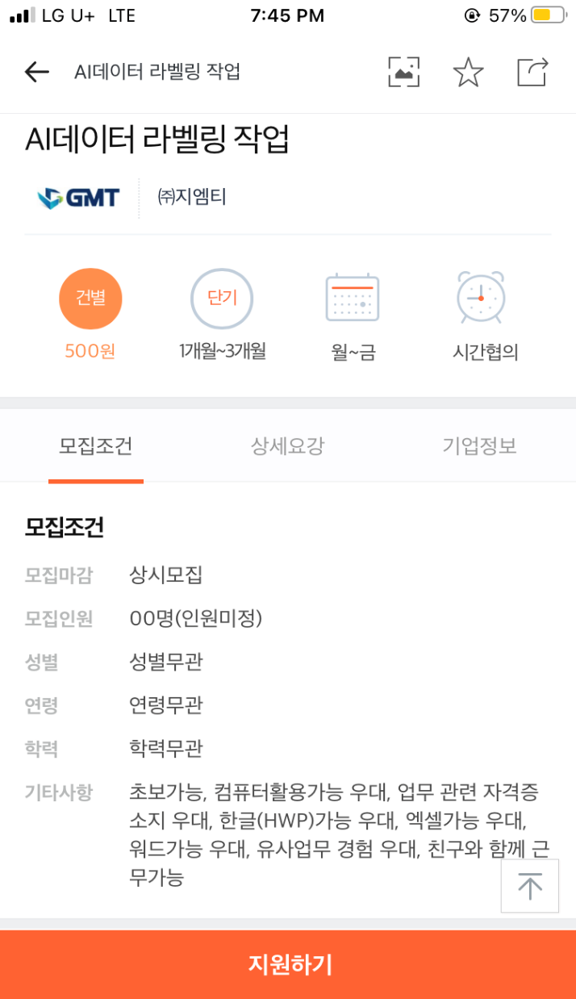 LG U+ LTE 7:45 PM 57%
AI데이터 라벨링 작업
AI데이터 라벨링 작업
GMT ㈜지엠티
건별 단기
500원 1개월~3개월 월~금 시간협의
모집조건 상세요강 기업정보
모집조건
모집마감 상시모집
모집인원 00명(인원미정)
성별 성별무관
연령 연령무관
학력 학력무관
기타사항 초보가능, 컴퓨터활용가능 우대, 업무 관련 자격증
소지 우대, 한글(HWP)가능 우대, 엑셀가능 우대,
워드가능 우대, 유사업무 경험 우대, 친구와 함께 근
무가능
지원하기